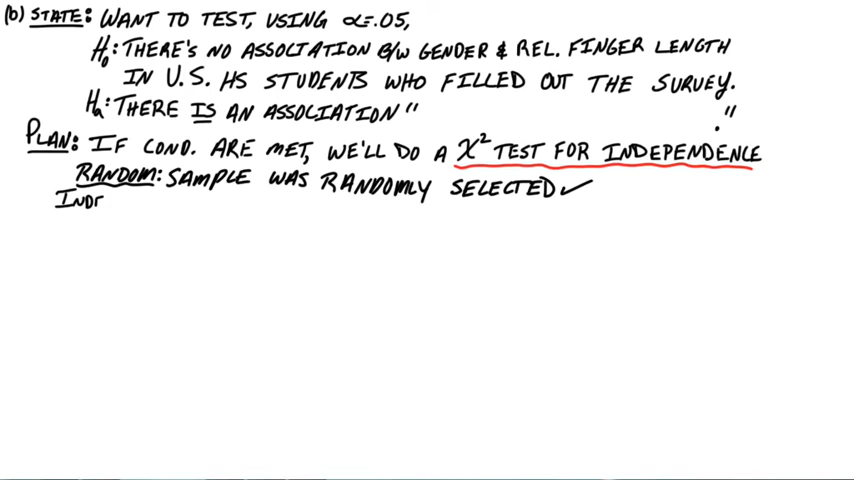 (b) STATE: WANT TO TEST, USING α=.05,
H₀: THERE'S NO ASSOCIATION B/W GENDER & REL. FINGER LENGTH
IN U.S. HS STUDENTS WHO FILLED OUT THE SURVEY.
Hₐ: THERE IS AN ASSOCIATION " . "
PLAN: IF COND. ARE MET, WE'LL DO A χ² TEST FOR INDEPENDENCE
RANDOM: SAMPLE WAS RANDOMLY SELECTED ✓